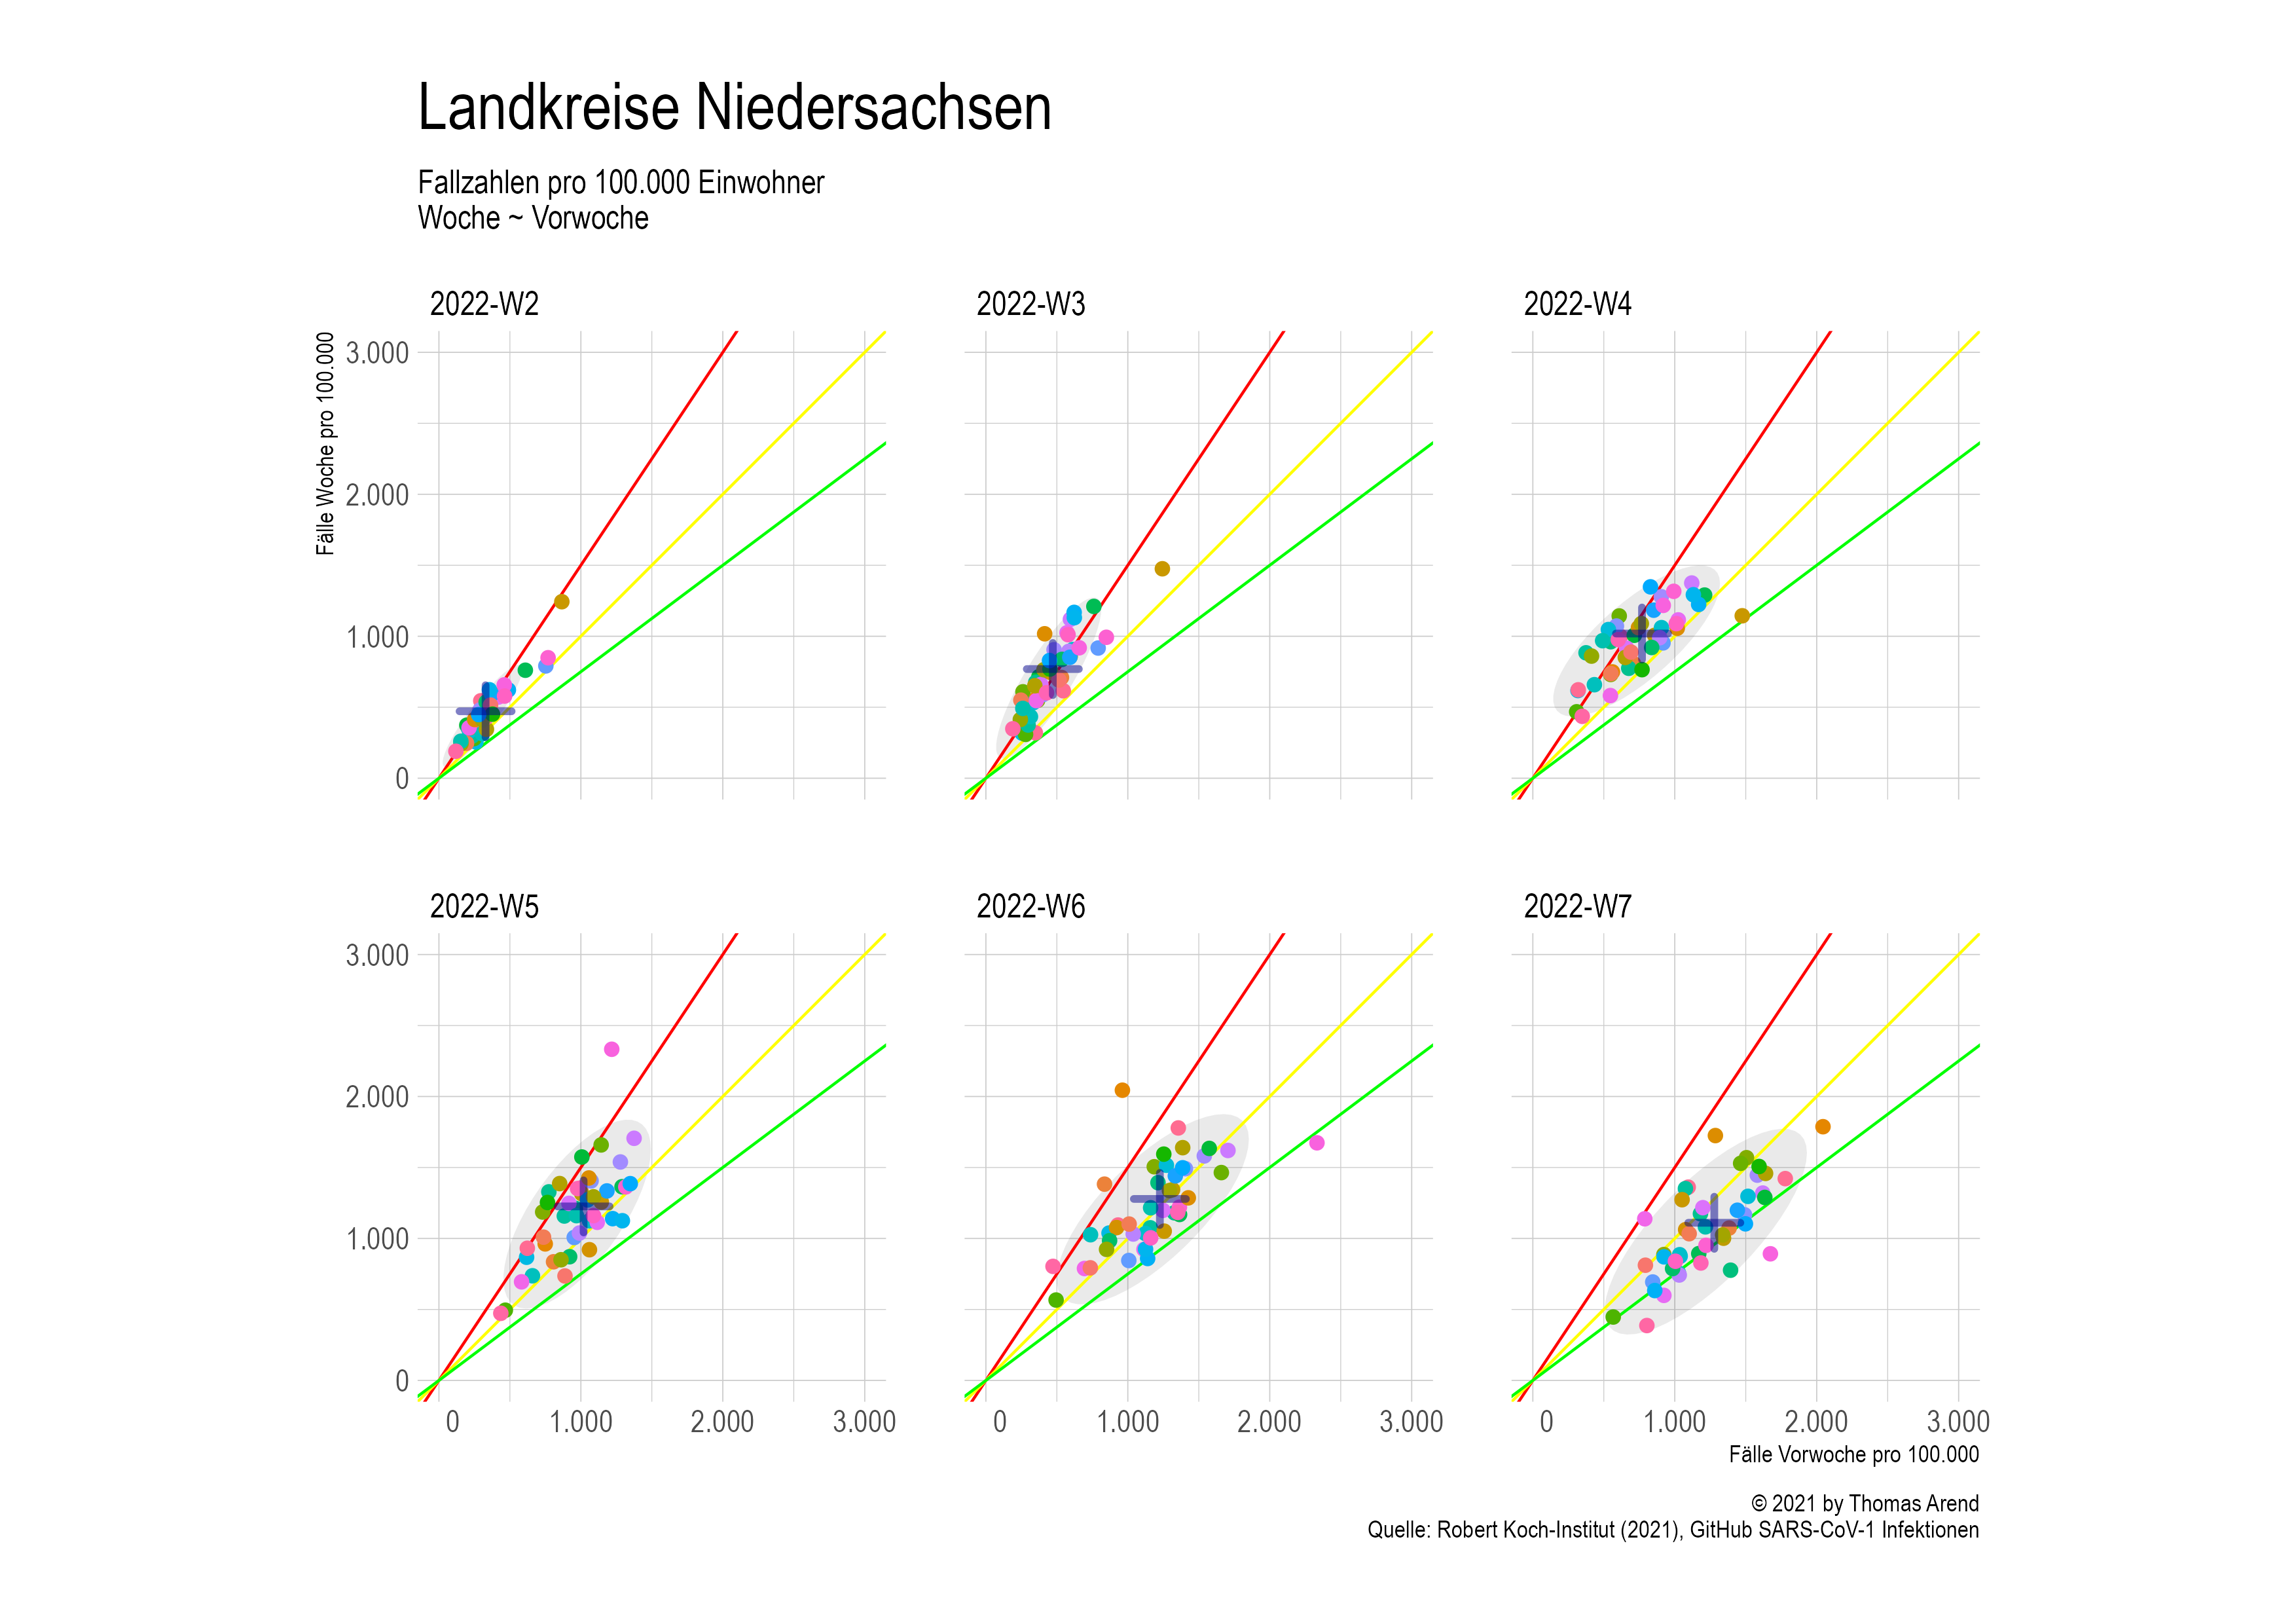 Landkreise Niedersachsen
Fallzahlen pro 100.000 Einwohner
Woche ~ Vorwoche
2022-W2
2022-W3
2022-W4
Fälle Woche pro 100.000
3.000
2.000
1.000
0
2022-W5
2022-W6
2022-W7
3.000
2.000
1.000
0
0 1.000 2.000 3.000
0 1.000 2.000 3.000
0 1.000 2.000 3.000
Fälle Vorwoche pro 100.000
© 2021 by Thomas Arend
Quelle: Robert Koch-Institut (2021), GitHub SARS-CoV-1 Infektionen